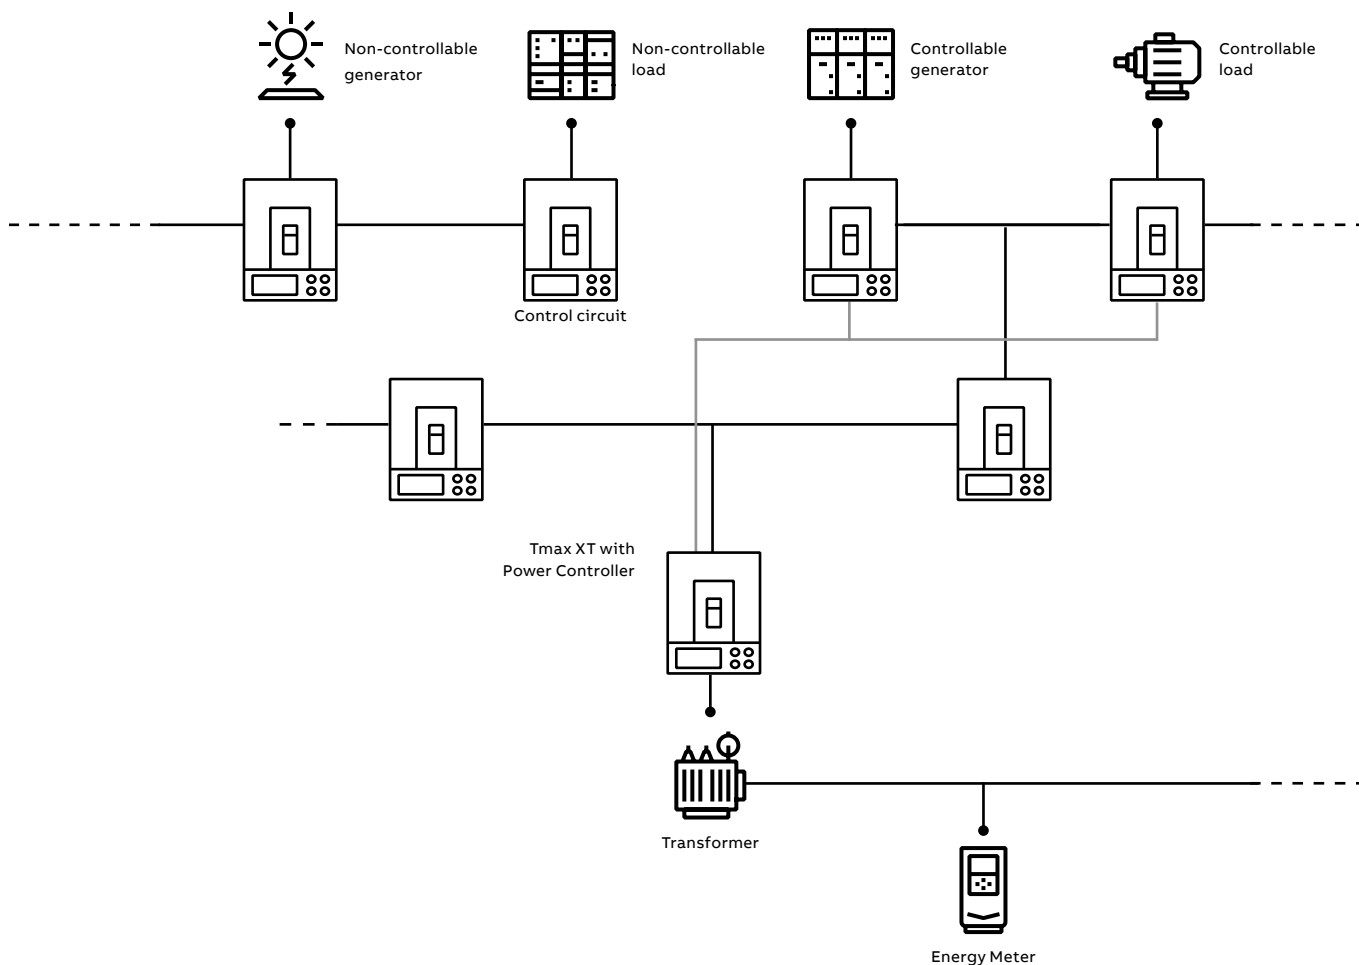 Non-controllable
generator
Non-controllable
load
Controllable
generator
Controllable
load
Control circuit
Tmax XT with
Power Controller
Transformer
Energy Meter